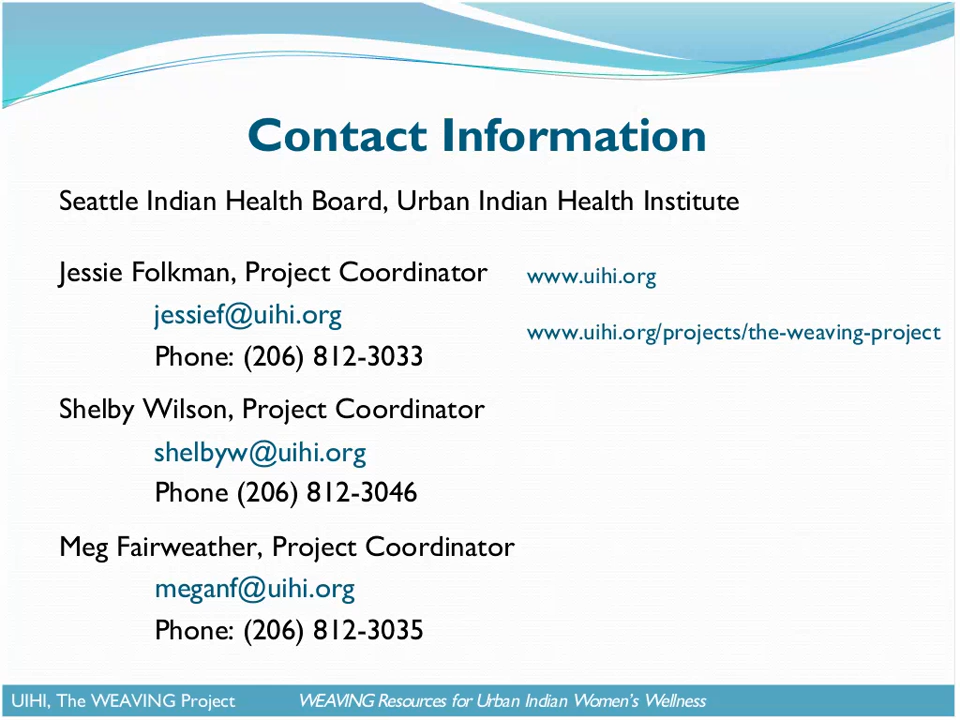 Contact Information
Seattle Indian Health Board, Urban Indian Health Institute
Jessie Folkman, Project Coordinator
jessief@uihi.org
Phone: (206) 812-3033
Shelby Wilson, Project Coordinator
shelbyw@uihi.org
Phone (206) 812-3046
Meg Fairweather, Project Coordinator
meganf@uihi.org
Phone: (206) 812-3035
www.uihi.org
www.uihi.org/projects/the-weaving-project
UIHI, The WEAVING Project
WEAVING Resources for Urban Indian Women’s Wellness